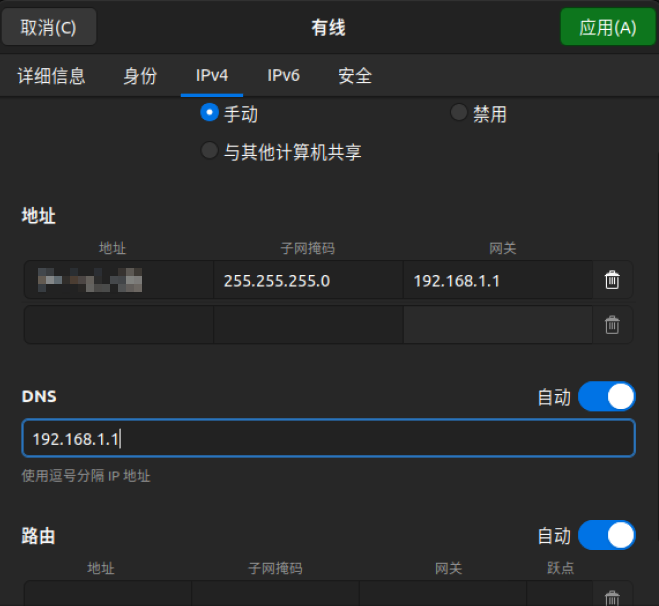 取消(C) 有线 应用(A)
详细信息 身份 IPv4 IPv6 安全
手动 禁用
与其他计算机共享
地址
地址 子网掩码 网关
255.255.255.0 192.168.1.1
DNS 自动
192.168.1.1
使用逗号分隔 IP 地址
路由 自动
地址 子网掩码 网关 跃点